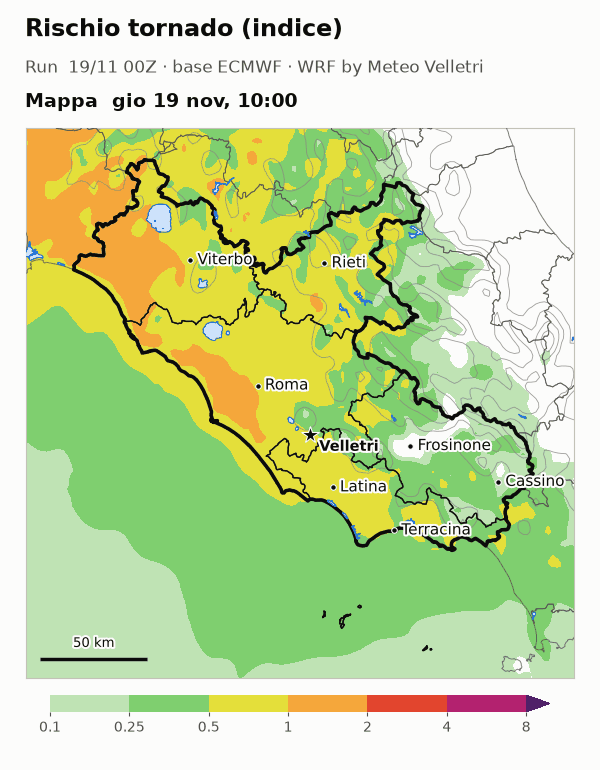 Rischio tornado (indice)
Run  19/11 00Z · base ECMWF · WRF by Meteo Velletri
Mappa  gio 19 nov, 10:00
Viterbo
Rieti
Roma
Velletri
Frosinone
Cassino
Latina
Terracina
50 km
0.1 0.25 0.5 1 2 4 8